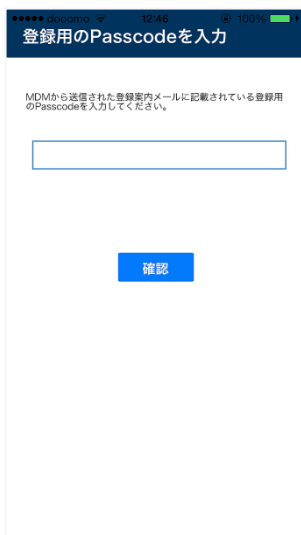 docomo 12:46 100%
登録用のPasscodeを入力
MDMから送信された登録案内メールに記載されている登録用
のPasscodeを入力してください。
確認